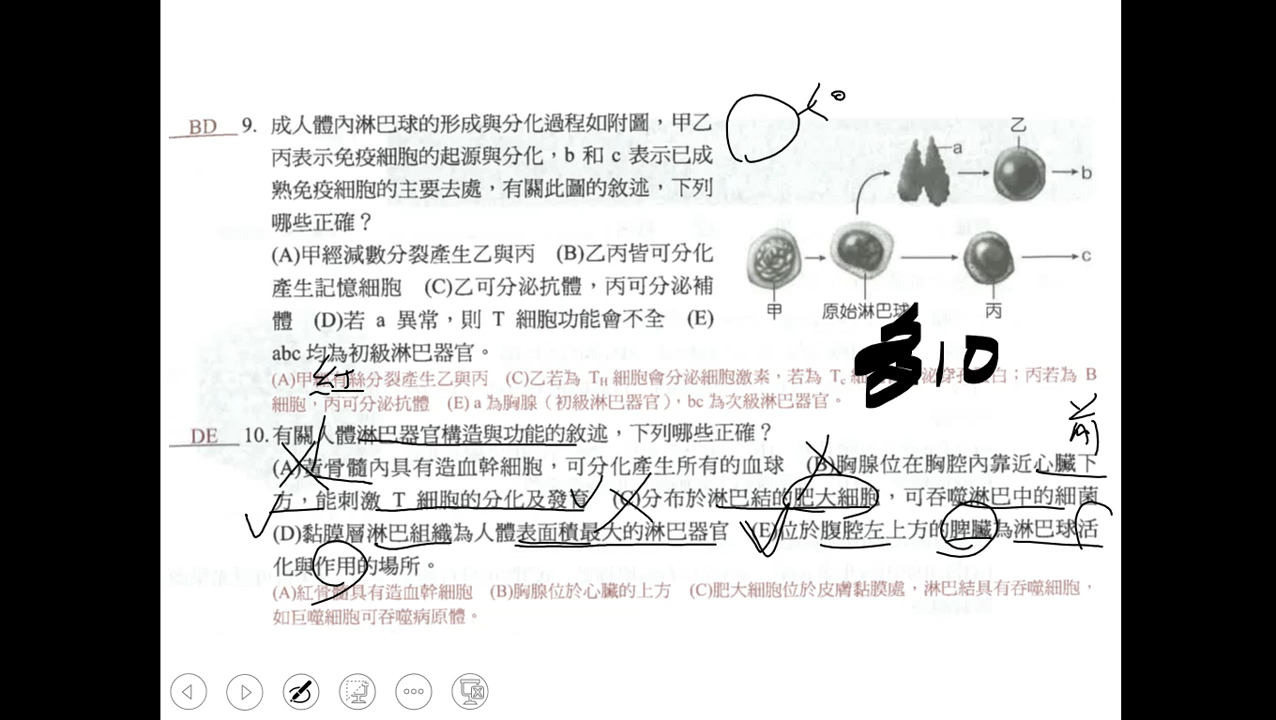 BD 9. 成人體內淋巴球的形成與分化過程如附圖，甲乙
丙表示免疫細胞的起源與分化，b 和 c 表示已成
熟免疫細胞的主要去處，有關此圖的敘述，下列
哪些正確？
(A)甲經減數分裂產生乙與丙 (B)乙丙皆可分化
產生記憶細胞 (C)乙可分泌抗體，丙可分泌補
體 (D)若 a 異常，則 T 細胞功能會不全 (E)
abc 均為初級淋巴器官。
乙
a
b
c
甲
原始淋巴球
丙
10
紅
(A)甲 有絲分裂產生乙與丙 (C)乙若為 TH 細胞會分泌細胞激素，若為 Tc 細 泌穿孔蛋白；丙若為 B
細胞，丙可分泌抗體 (E) a 為胸腺（初級淋巴器官），bc 為次級淋巴器官。
DE 10. 有關人體淋巴器官構造與功能的敘述，下列哪些正確？
前
(A)黃骨髓內具有造血幹細胞，可分化產生所有的血球 (B)胸腺位在胸腔內靠近心臟下
方，能刺激 T 細胞的分化及發育 (C)分布於淋巴結的肥大細胞，可吞噬淋巴中的細菌
(D)黏膜層淋巴組織為人體表面積最大的淋巴器官 (E)位於腹腔左上方的脾臟為淋巴球活
化與作用的場所。
(A)紅骨髓具有造血幹細胞 (B)胸腺位於心臟的上方 (C)肥大細胞位於皮膚黏膜處，淋巴結具有吞噬細胞，
如巨噬細胞可吞噬病原體。